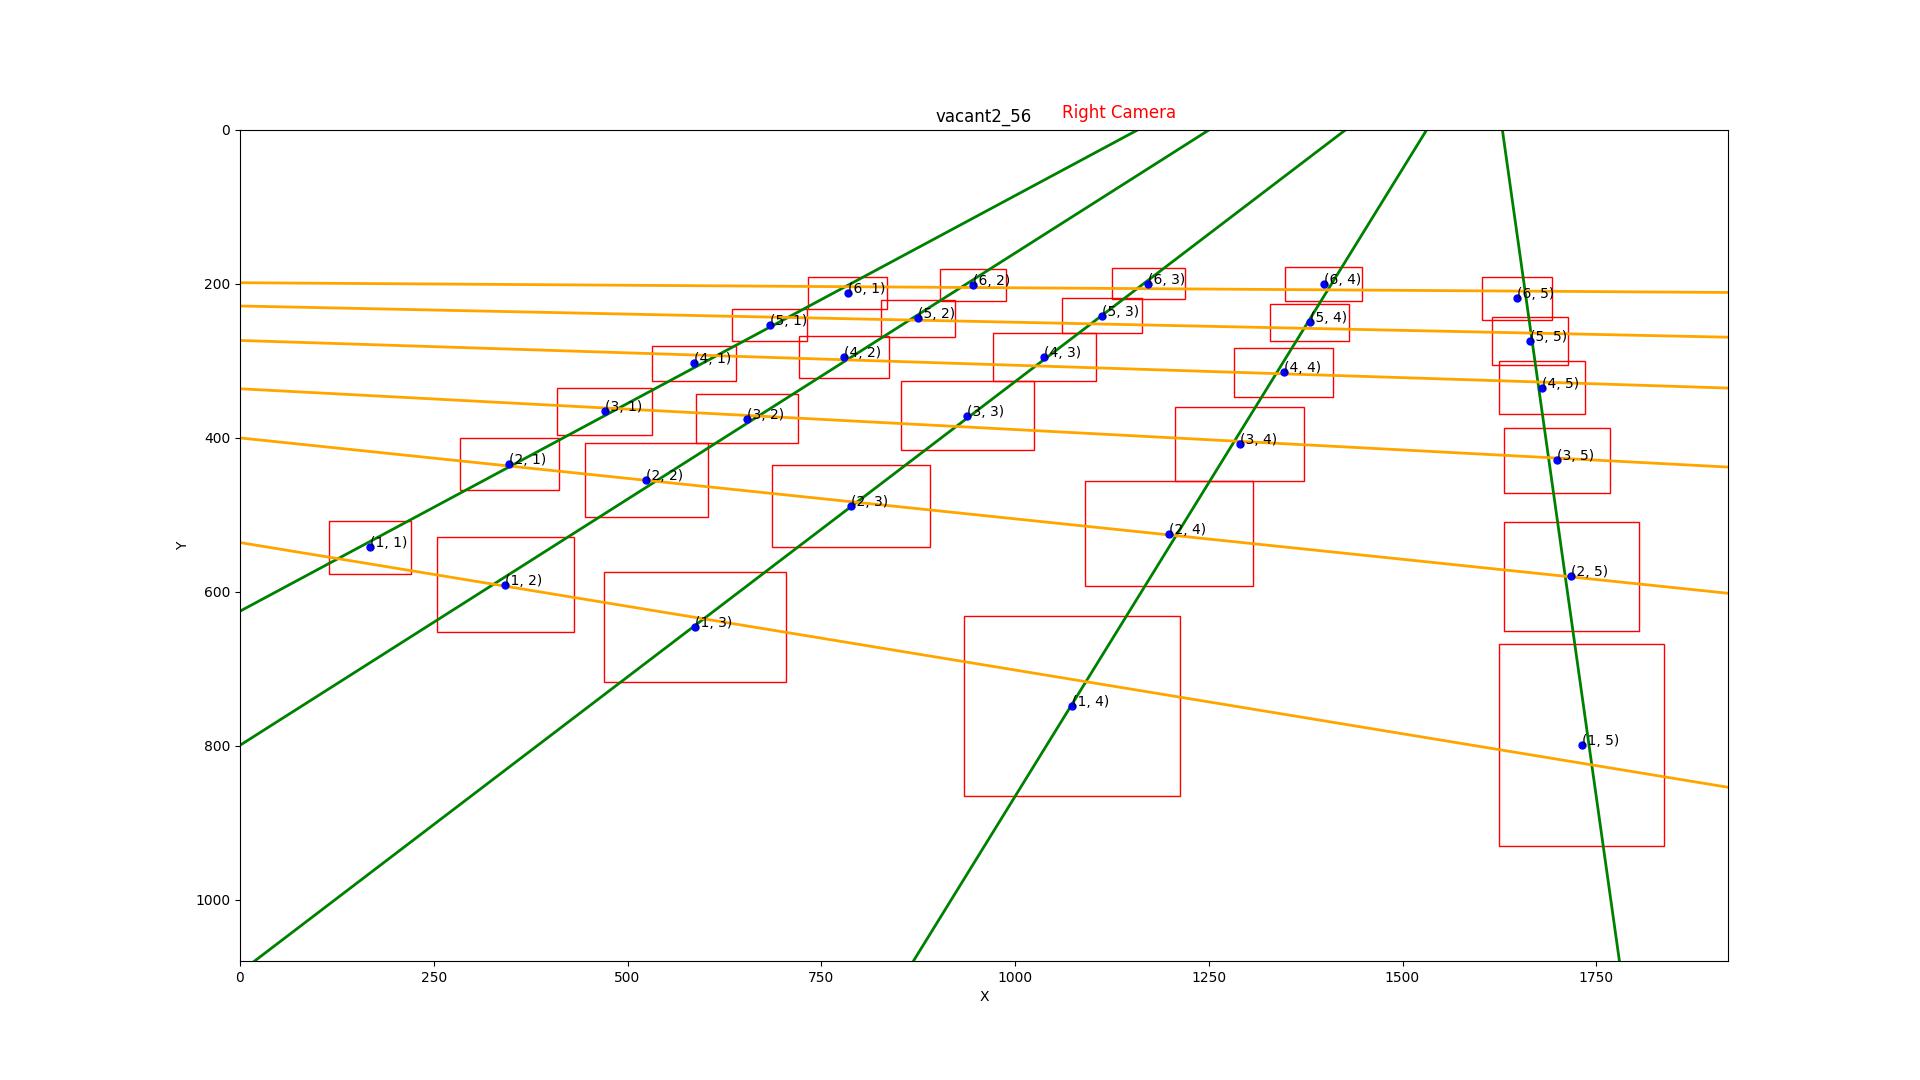 vacant2_56 Right Camera
0
200
400
600
800
1000
Y
(6, 1) (6, 2) (6, 3) (6, 4) (6, 5)
(5, 1) (5, 2) (5, 3) (5, 4) (5, 5)
(4, 1) (4, 2) (4, 3) (4, 4) (4, 5)
(3, 1) (3, 2) (3, 3) (3, 4) (3, 5)
(2, 1) (2, 2) (2, 3) (2, 4) (2, 5)
(1, 1) (1, 2) (1, 3) (1, 4) (1, 5)
0 250 500 750 1000 1250 1500 1750
X